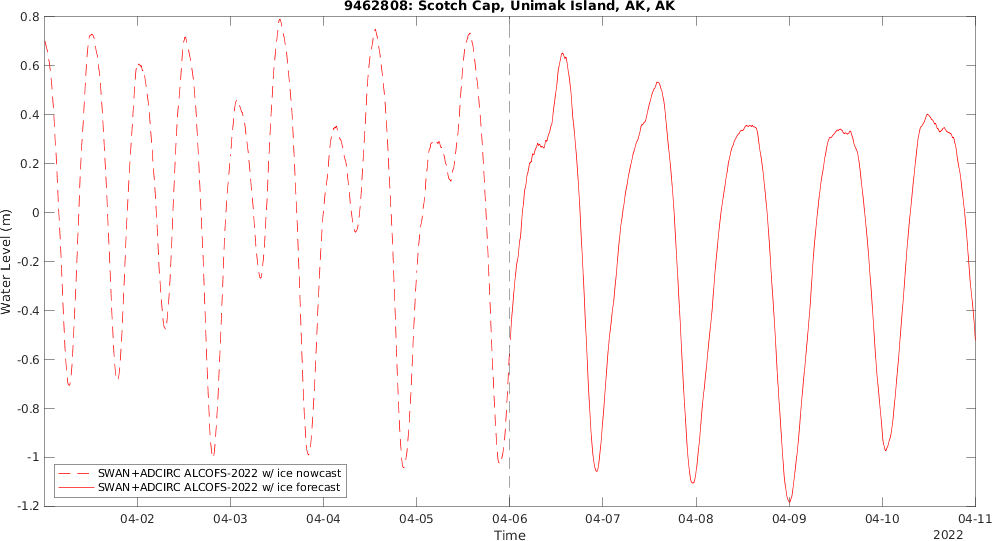 9462808: Scotch Cap, Unimak Island, AK, AK
Water Level (m)
0.8
0.6
0.4
0.2
0
-0.2
-0.4
-0.6
-0.8
-1
-1.2
SWAN+ADCIRC ALCOFS-2022 w/ ice nowcast
SWAN+ADCIRC ALCOFS-2022 w/ ice forecast
04-02 04-03 04-04 04-05 04-06 04-07 04-08 04-09 04-10 04-11
Time
2022